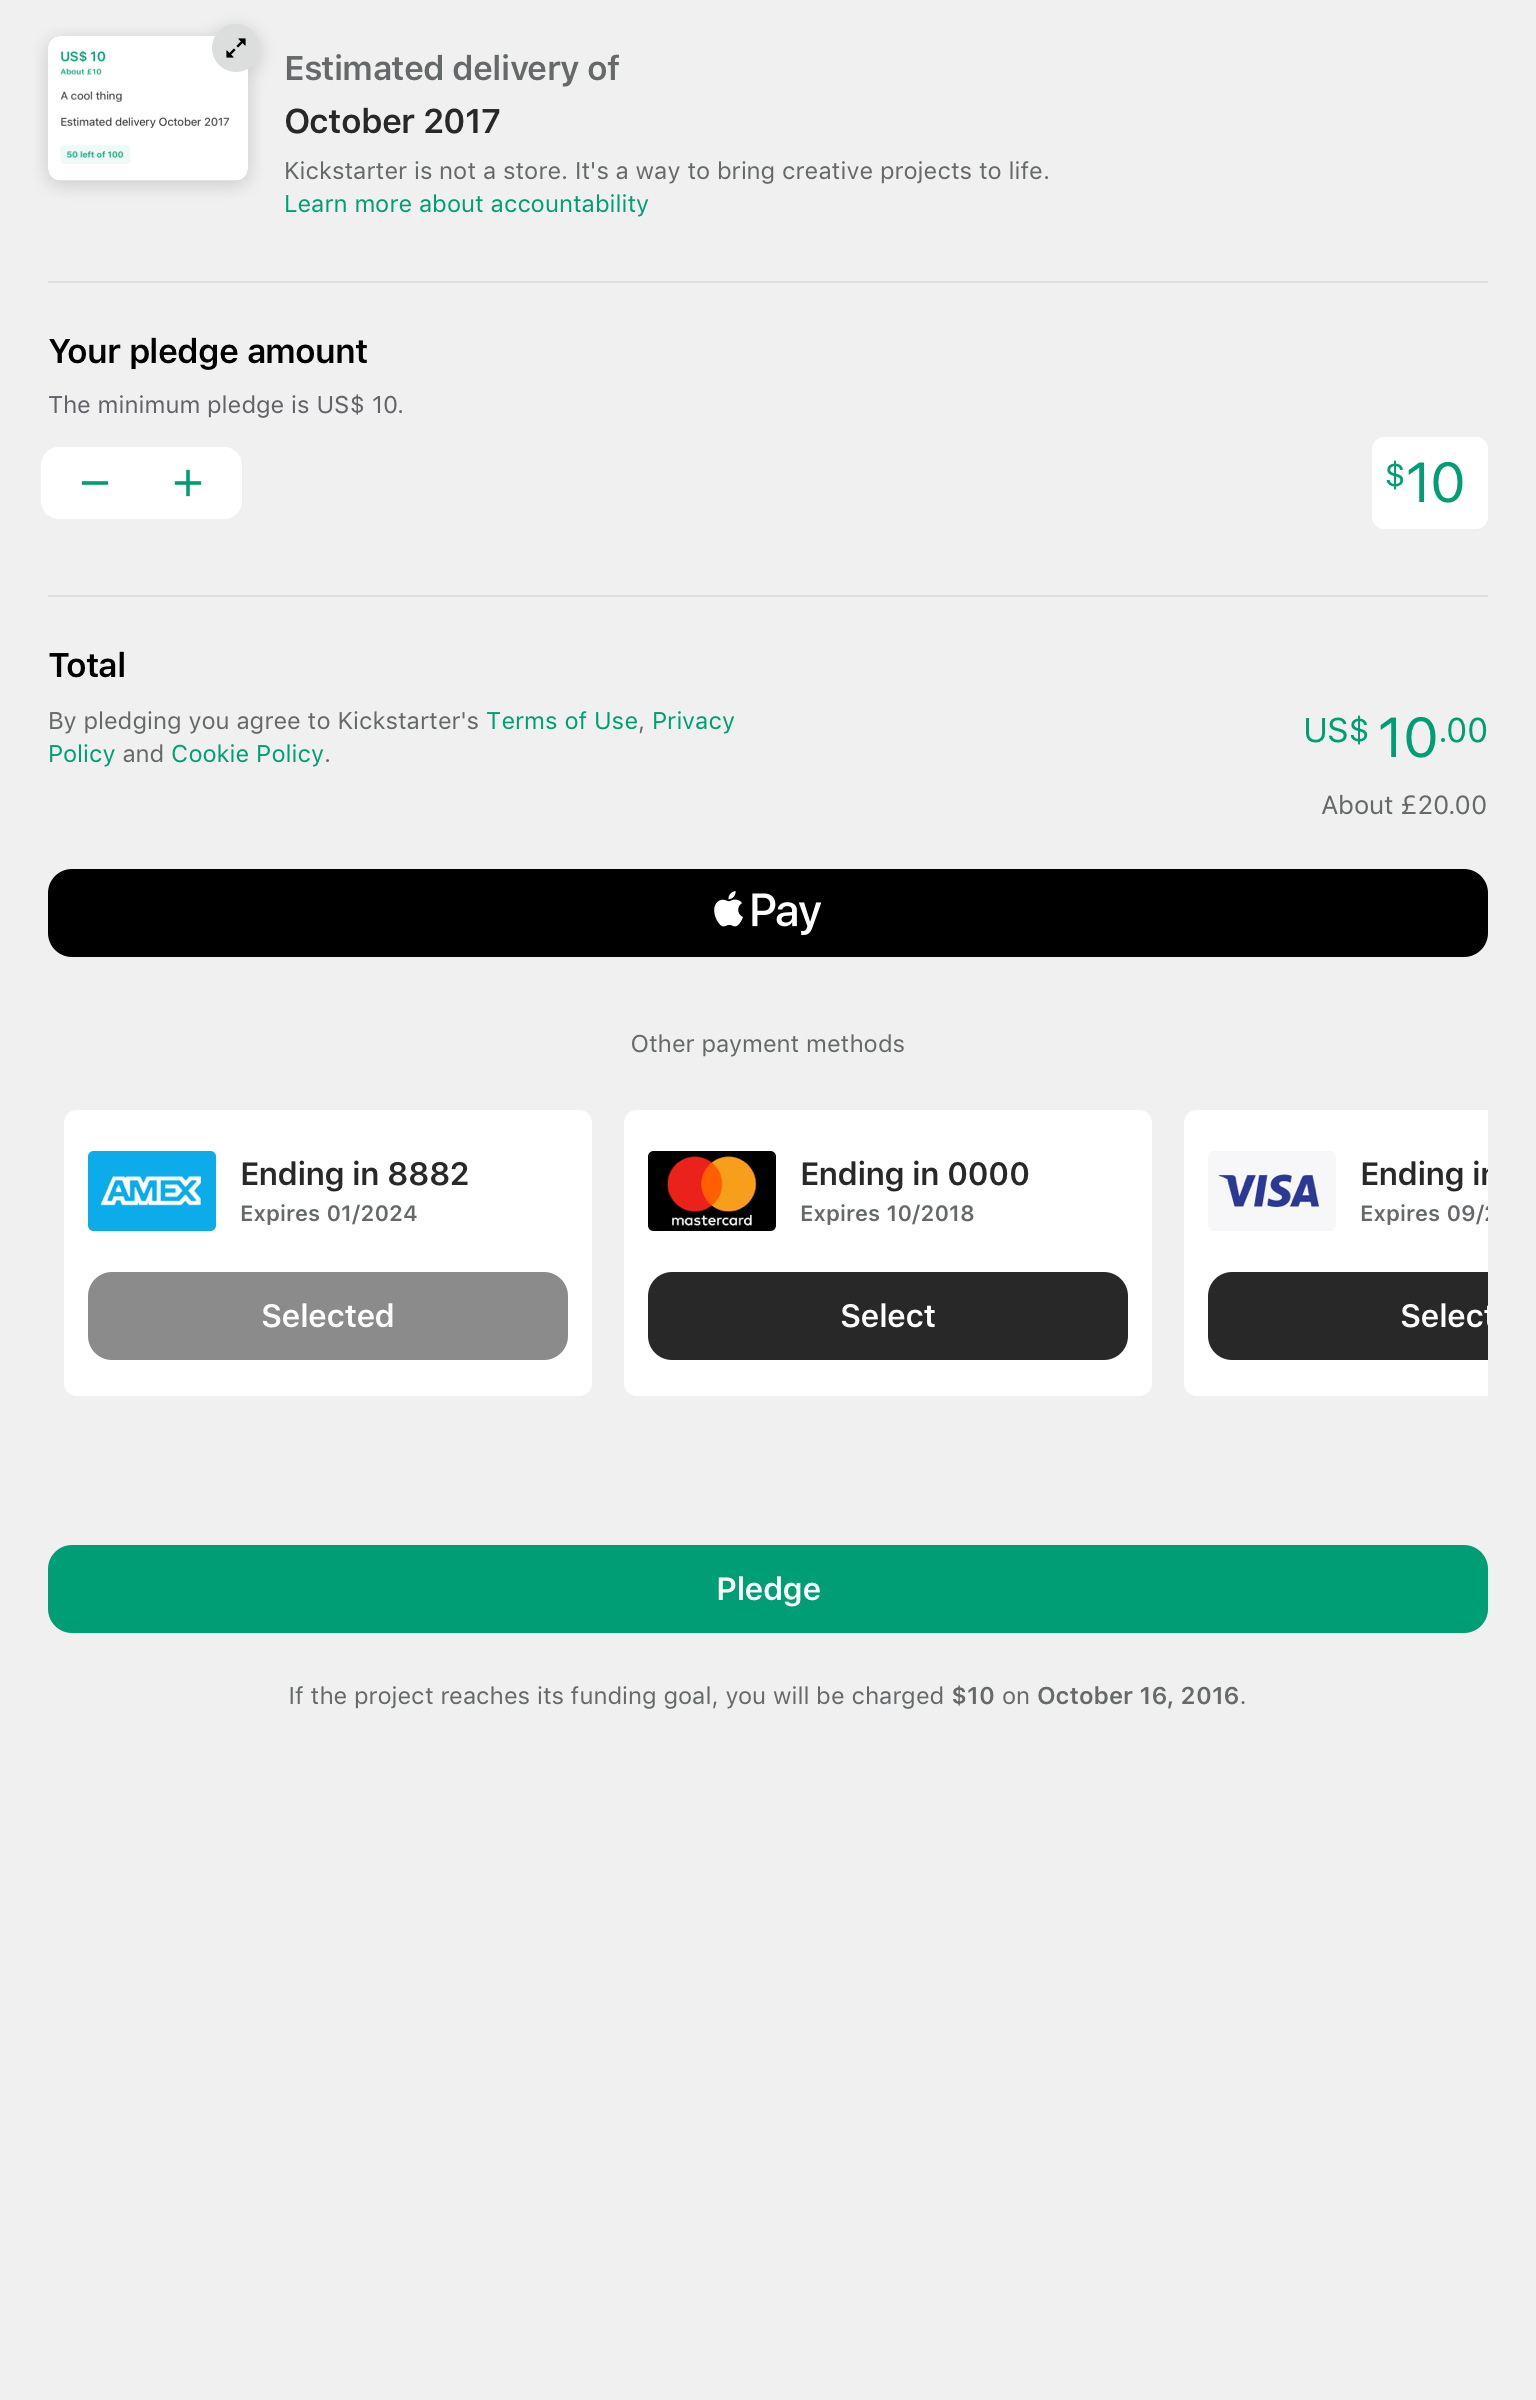 US$ 10
About £10
A cool thing
Estimated delivery October 2017
50 left of 100
Estimated delivery of
October 2017
Kickstarter is not a store. It's a way to bring creative projects to life.
Learn more about accountability
Your pledge amount
The minimum pledge is US$ 10.
$10
Total
By pledging you agree to Kickstarter's Terms of Use, Privacy
Policy and Cookie Policy.
US$ 10.00
About £20.00
Pay
Other payment methods
AMEX
Ending in 8882
Expires 01/2024
Selected
mastercard
Ending in 0000
Expires 10/2018
Select
VISA
Ending in
Expires 09/
Select
Pledge
If the project reaches its funding goal, you will be charged $10 on October 16, 2016.